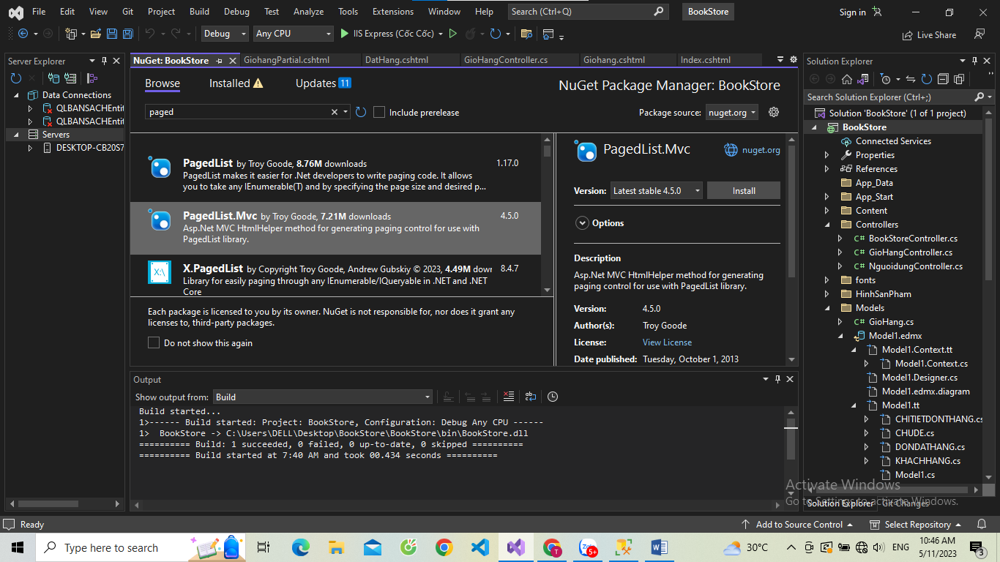 File Edit View Git Project Build Debug Test Analyze Tools Extensions Window Help Search (Ctrl+Q) BookStore Sign in
Debug Any CPU IIS Express (Cốc Cốc) Live Share
Server Explorer
Data Connections
QLBANSACHEntit
QLBANSACHEntit
Servers
DESKTOP-CB20S7
NuGet: BookStore GiohangPartial.cshtml DatHang.cshtml GioHangController.cs Giohang.cshtml Index.cshtml
Browse Installed Updates 11 NuGet Package Manager: BookStore
paged Include prerelease Package source: nuget.org
PagedList by Troy Goode, 8.76M downloads 1.17.0
PagedList makes it easier for .Net developers to write paging code. It allows
you to take any IEnumerable(T) and by specifying the page size and desired p...
PagedList.Mvc by Troy Goode, 7.21M downloads 4.5.0
Asp.Net MVC HtmlHelper method for generating paging control for use with
PagedList library.
X:\
X.PagedList by Copyright Troy Goode, Andrew Gubskiy © 2023, 4.49M down 8.4.7
Library for easily paging through any IEnumerable/IQueryable in .NET and .NET
Core
Each package is licensed to you by its owner. NuGet is not responsible for, nor does it grant any
licenses to, third-party packages.
Do not show this again
PagedList.Mvc nuget.org
Version: Latest stable 4.5.0 Install
Options
Description
Asp.Net MVC HtmlHelper method for generating
paging control for use with PagedList library.
Version: 4.5.0
Author(s): Troy Goode
License: View License
Date published: Tuesday, October 1, 2013
Output
Show output from: Build
Build started...
1>------ Build started: Project: BookStore, Configuration: Debug Any CPU ------
1>  BookStore -> C:\Users\DELL\Desktop\BookStore\BookStore\bin\BookStore.dll
========== Build: 1 succeeded, 0 failed, 0 up-to-date, 0 skipped ==========
========== Build started at 7:40 AM and took 00.434 seconds ==========
Solution Explorer
Search Solution Explorer (Ctrl+;)
Solution 'BookStore' (1 of 1 project)
BookStore
Connected Services
Properties
References
App_Data
App_Start
Content
Controllers
C# BookStoreController.cs
C# GioHangController.cs
C# NguoidungController.cs
fonts
HinhSanPham
Models
C# GioHang.cs
Model1.edmx
Model1.Context.tt
Model1.Context.cs
Model1.Designer.cs
Model1.edmx.diagram
Model1.tt
CHITIETDONTHANG.cs
CHUDE.cs
DONDATHANG.cs
KHACHHANG.cs
Model1.cs
Activate Windows
Go to Settings to activate Windows.
Solution Explorer Git Changes
Ready Add to Source Control Select Repository
Type here to search 5+ 30°C ENG 10:46 AM
5/11/2023 3